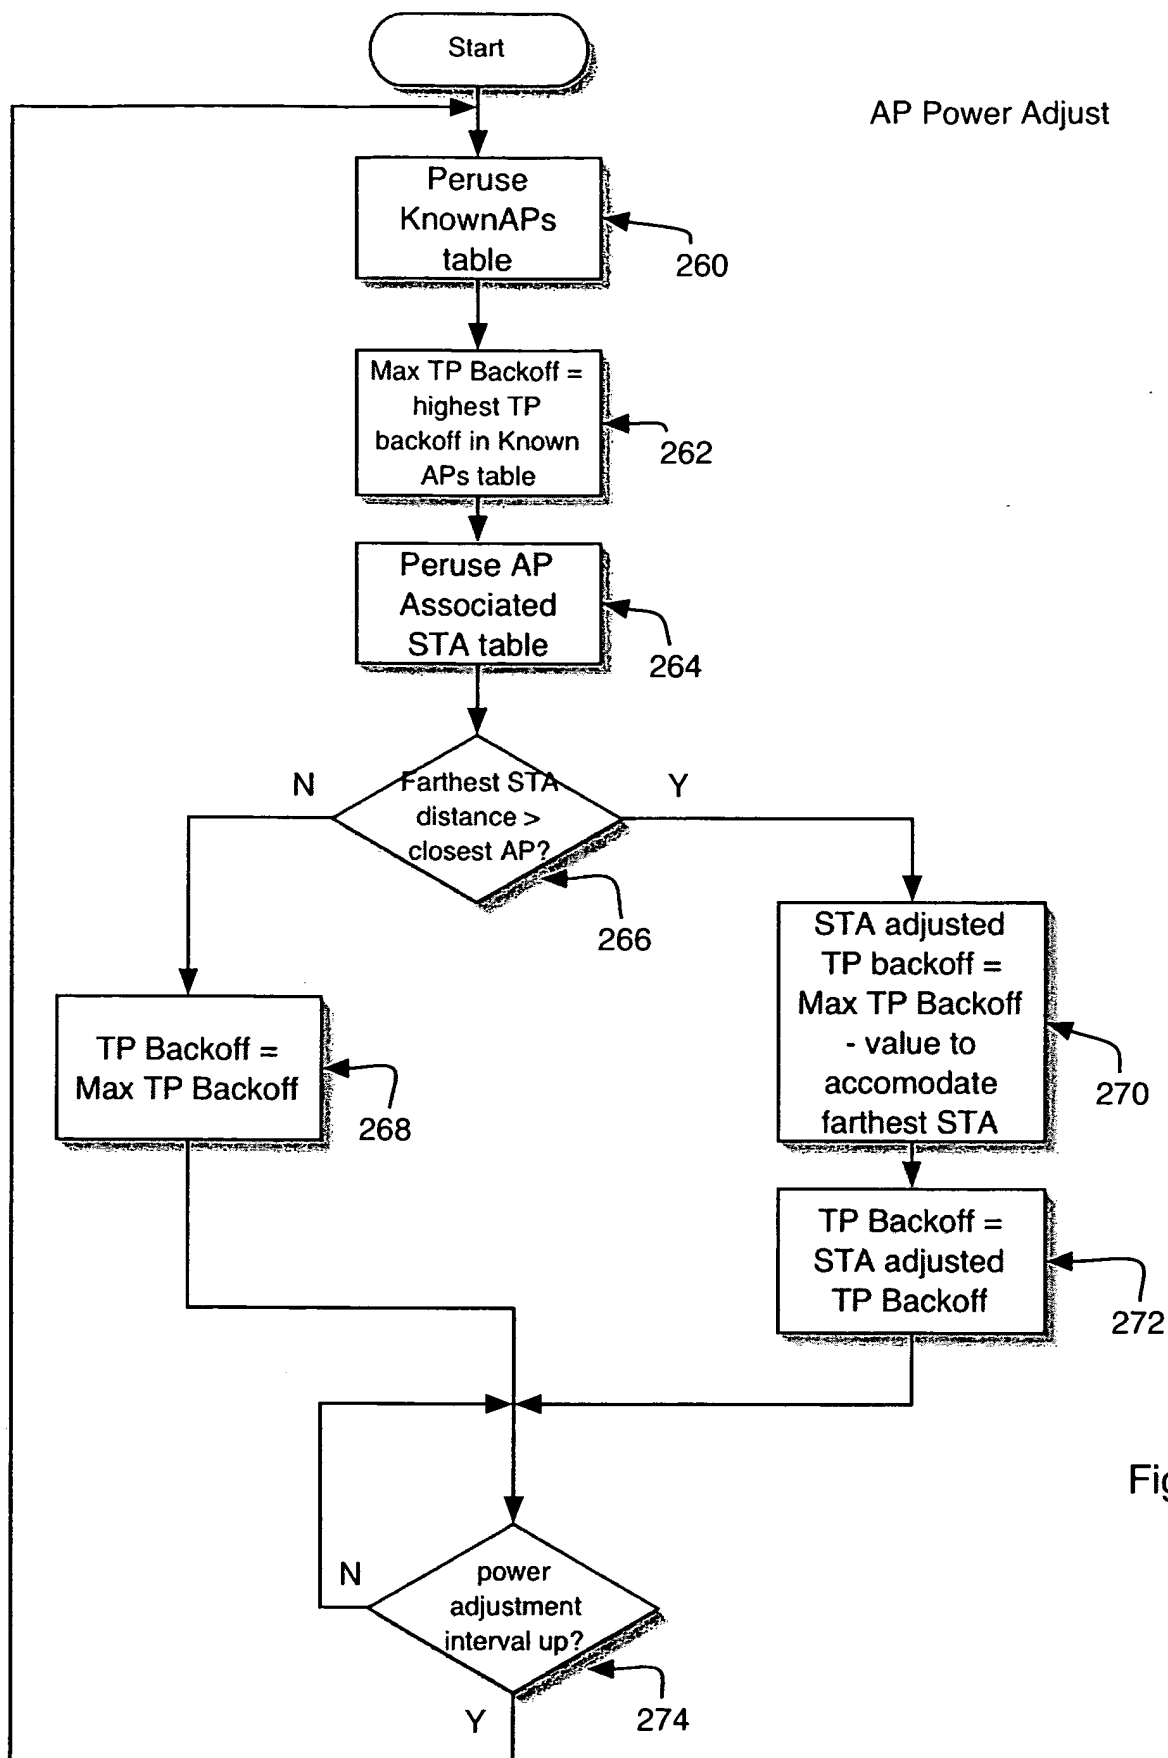 Start
AP Power Adjust
Peruse
KnownAPs
table
260
Max TP Backoff =
highest TP
backoff in Known
APs table
262
Peruse AP
Associated
STA table
264
N
Farthest STA
distance >
closest AP?
Y
266
STA adjusted
TP backoff =
Max TP Backoff
- value to
accomodate
farthest STA
270
TP Backoff =
Max TP Backoff
268
TP Backoff =
STA adjusted
TP Backoff
272
Fig
N
power
adjustment
interval up?
274
Y